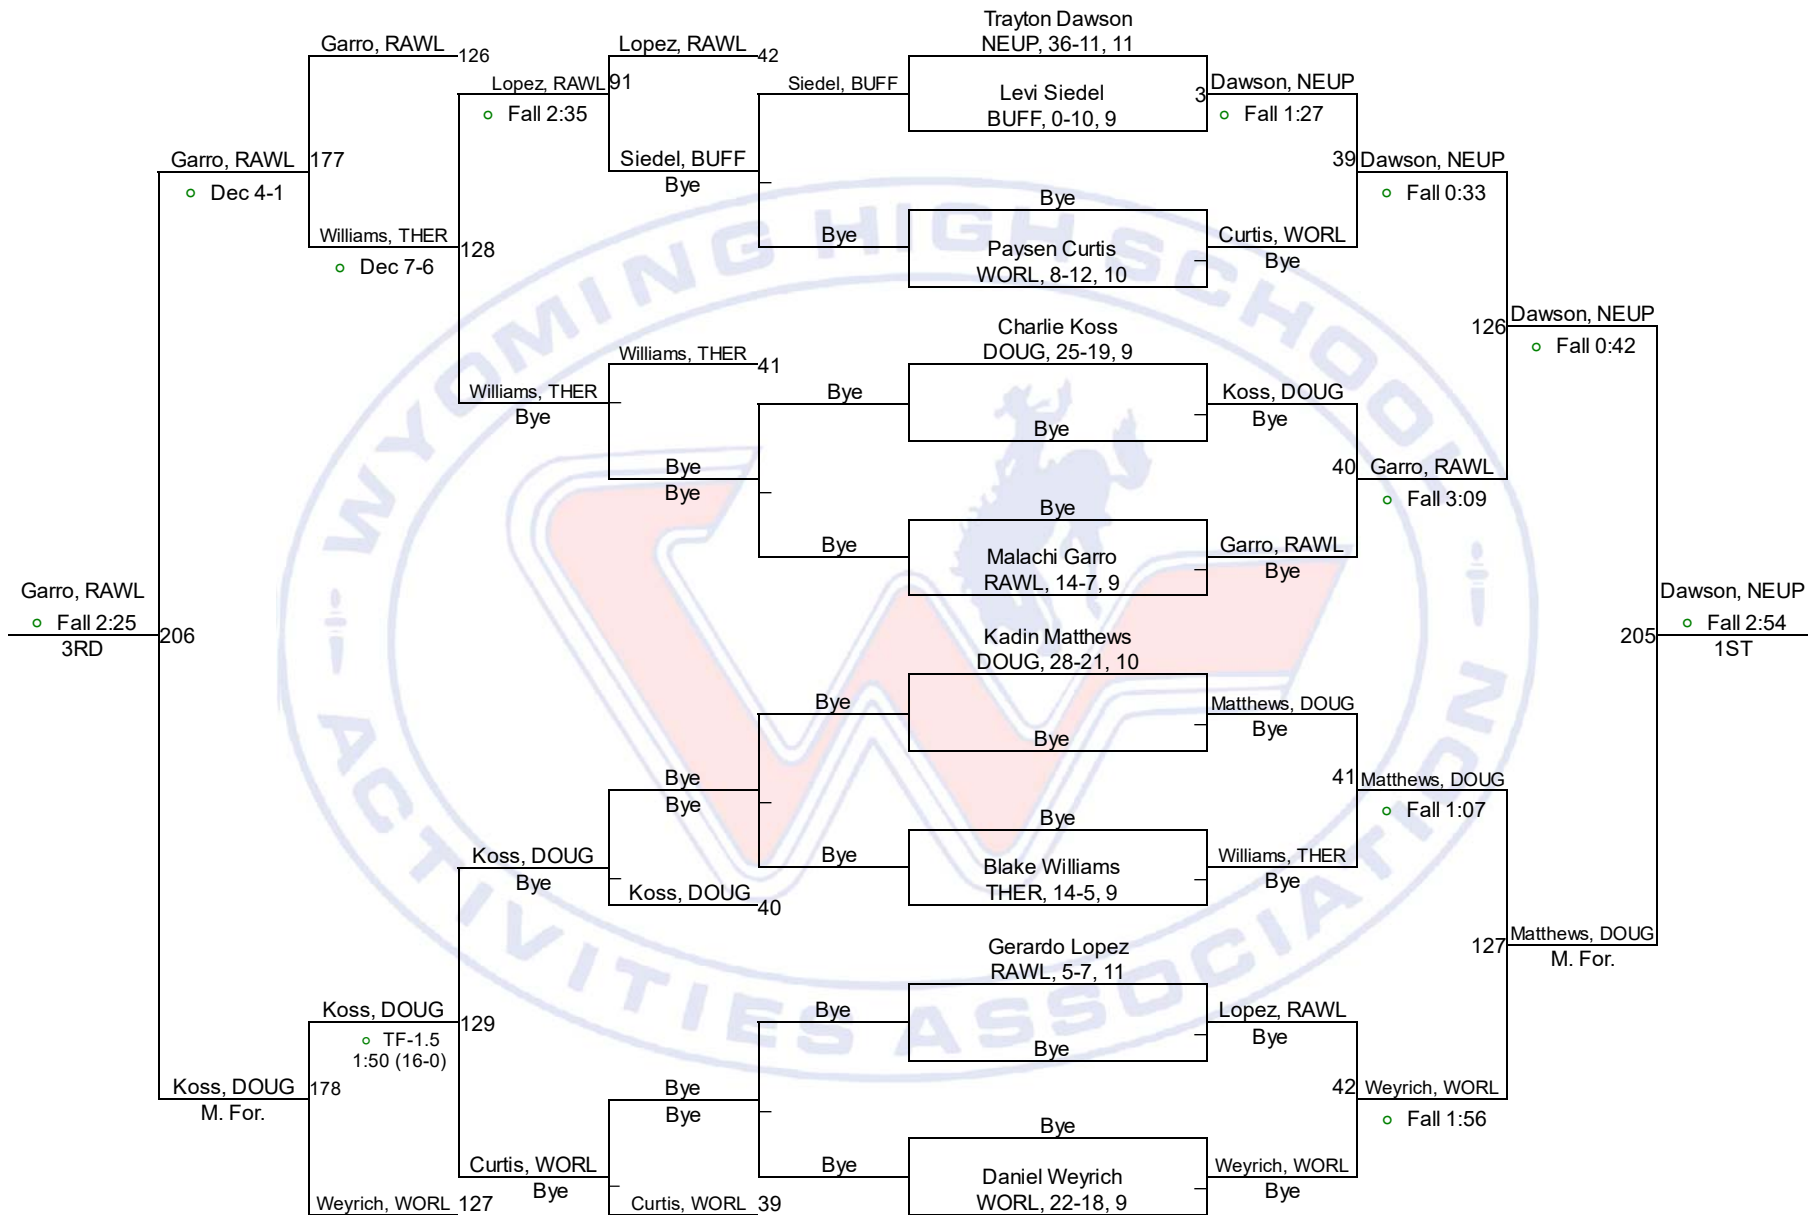 Trayton Dawson
NEUP, 36-11, 11
Levi Siedel
BUFF, 0-10, 9
3
Dawson, NEUP
Fall 1:27
Bye
Paysen Curtis
WORL, 8-12, 10
Curtis, WORL
Bye
39
Dawson, NEUP
Fall 0:33
Charlie Koss
DOUG, 25-19, 9
Bye
Koss, DOUG
Bye
Bye
Malachi Garro
RAWL, 14-7, 9
Garro, RAWL
Bye
40
Garro, RAWL
Fall 3:09
126
Dawson, NEUP
Fall 0:42
Kadin Matthews
DOUG, 28-21, 10
Bye
Matthews, DOUG
Bye
Bye
Blake Williams
THER, 14-5, 9
Williams, THER
Bye
41
Matthews, DOUG
Fall 1:07
Gerardo Lopez
RAWL, 5-7, 11
Bye
Lopez, RAWL
Bye
Bye
Daniel Weyrich
WORL, 22-18, 9
Weyrich, WORL
Bye
42
Weyrich, WORL
Fall 1:56
127
Matthews, DOUG
M. For.
205
Dawson, NEUP
Fall 2:54
1ST
Siedel, BUFF
Bye
Lopez, RAWL
42
Siedel, BUFF
Bye
Lopez, RAWL
91
Fall 2:35
Bye
Bye
Williams, THER
41
Bye
Bye
Williams, THER
Bye
Garro, RAWL
126
Williams, THER
128
Dec 7-6
Garro, RAWL
177
Dec 4-1
Bye
Bye
Bye
Bye
Koss, DOUG
40
Koss, DOUG
Bye
Bye
Bye
Bye
Bye
Curtis, WORL
39
Curtis, WORL
Bye
Koss, DOUG
129
TF-1.5
1:50 (16-0)
Weyrich, WORL
127
Koss, DOUG
178
M. For.
Garro, RAWL
Fall 2:25
206
3RD
WYOMING HIGH SCHOOL
ACTIVITIES ASSOCIATION